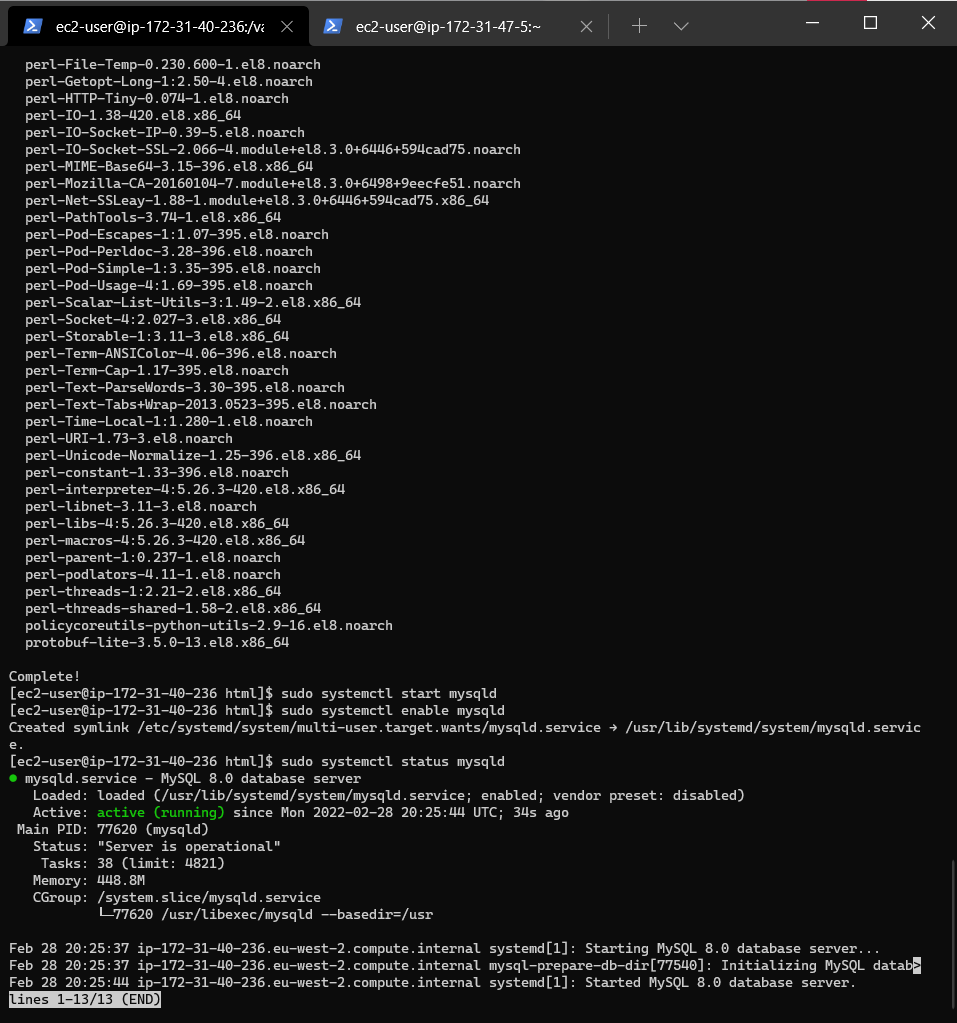 ec2-user@ip-172-31-40-236:/va
ec2-user@ip-172-31-47-5:~
perl-File-Temp-0.230.600-1.el8.noarch
perl-Getopt-Long-1:2.50-4.el8.noarch
perl-HTTP-Tiny-0.074-1.el8.noarch
perl-IO-1.38-420.el8.x86_64
perl-IO-Socket-IP-0.39-5.el8.noarch
perl-IO-Socket-SSL-2.066-4.module+el8.3.0+6446+594cad75.noarch
perl-MIME-Base64-3.15-396.el8.x86_64
perl-Mozilla-CA-20160104-7.module+el8.3.0+6498+9eecfe51.noarch
perl-Net-SSLeay-1.88-1.module+el8.3.0+6446+594cad75.x86_64
perl-PathTools-3.74-1.el8.x86_64
perl-Pod-Escapes-1:1.07-395.el8.noarch
perl-Pod-Perldoc-3.28-396.el8.noarch
perl-Pod-Simple-1:3.35-395.el8.noarch
perl-Pod-Usage-4:1.69-395.el8.noarch
perl-Scalar-List-Utils-3:1.49-2.el8.x86_64
perl-Socket-4:2.027-3.el8.x86_64
perl-Storable-1:3.11-3.el8.x86_64
perl-Term-ANSIColor-4.06-396.el8.noarch
perl-Term-Cap-1.17-395.el8.noarch
perl-Text-ParseWords-3.30-395.el8.noarch
perl-Text-Tabs+Wrap-2013.0523-395.el8.noarch
perl-Time-Local-1:1.280-1.el8.noarch
perl-URI-1.73-3.el8.noarch
perl-Unicode-Normalize-1.25-396.el8.x86_64
perl-constant-1.33-396.el8.noarch
perl-interpreter-4:5.26.3-420.el8.x86_64
perl-libnet-3.11-3.el8.noarch
perl-libs-4:5.26.3-420.el8.x86_64
perl-macros-4:5.26.3-420.el8.x86_64
perl-parent-1:0.237-1.el8.noarch
perl-podlators-4.11-1.el8.noarch
perl-threads-1:2.21-2.el8.x86_64
perl-threads-shared-1.58-2.el8.x86_64
policycoreutils-python-utils-2.9-16.el8.noarch
protobuf-lite-3.5.0-13.el8.x86_64
Complete!
[ec2-user@ip-172-31-40-236 html]$ sudo systemctl start mysqld
[ec2-user@ip-172-31-40-236 html]$ sudo systemctl enable mysqld
Created symlink /etc/systemd/system/multi-user.target.wants/mysqld.service → /usr/lib/systemd/system/mysqld.servic
e.
[ec2-user@ip-172-31-40-236 html]$ sudo systemctl status mysqld
● mysqld.service - MySQL 8.0 database server
Loaded: loaded (/usr/lib/systemd/system/mysqld.service; enabled; vendor preset: disabled)
Active: active (running) since Mon 2022-02-28 20:25:44 UTC; 34s ago
Main PID: 77620 (mysqld)
Status: "Server is operational"
Tasks: 38 (limit: 4821)
Memory: 448.8M
CGroup: /system.slice/mysqld.service
└─77620 /usr/libexec/mysqld --basedir=/usr
Feb 28 20:25:37 ip-172-31-40-236.eu-west-2.compute.internal systemd[1]: Starting MySQL 8.0 database server...
Feb 28 20:25:37 ip-172-31-40-236.eu-west-2.compute.internal mysql-prepare-db-dir[77540]: Initializing MySQL datab>
Feb 28 20:25:44 ip-172-31-40-236.eu-west-2.compute.internal systemd[1]: Started MySQL 8.0 database server.
lines 1-13/13 (END)